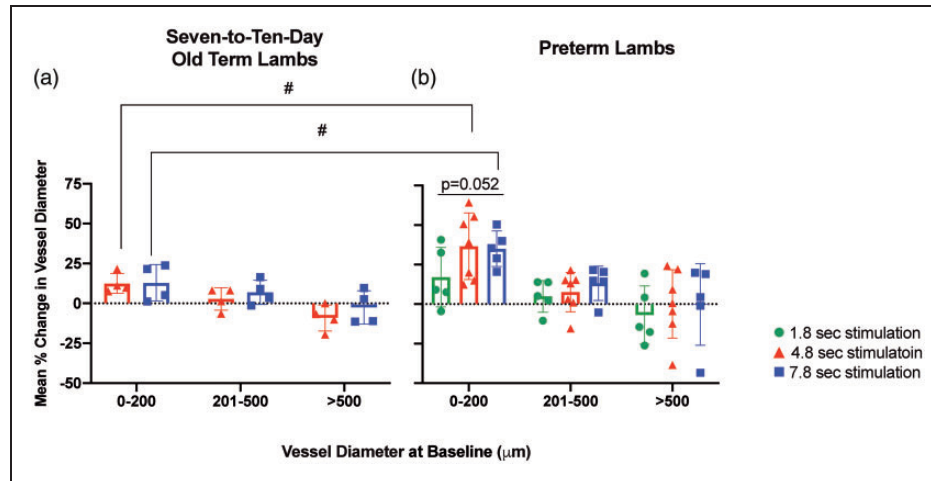 Seven-to-Ten-Day
Old Term Lambs
Preterm Lambs
(a)
(b)
#
#
p=0.052
Mean % Change in Vessel Diameter
75
50
25
0
-25
-50
0-200
201-500
>500
0-200
201-500
>500
1.8 sec stimulation
4.8 sec stimulatoin
7.8 sec stimulation
Vessel Diameter at Baseline (μm)